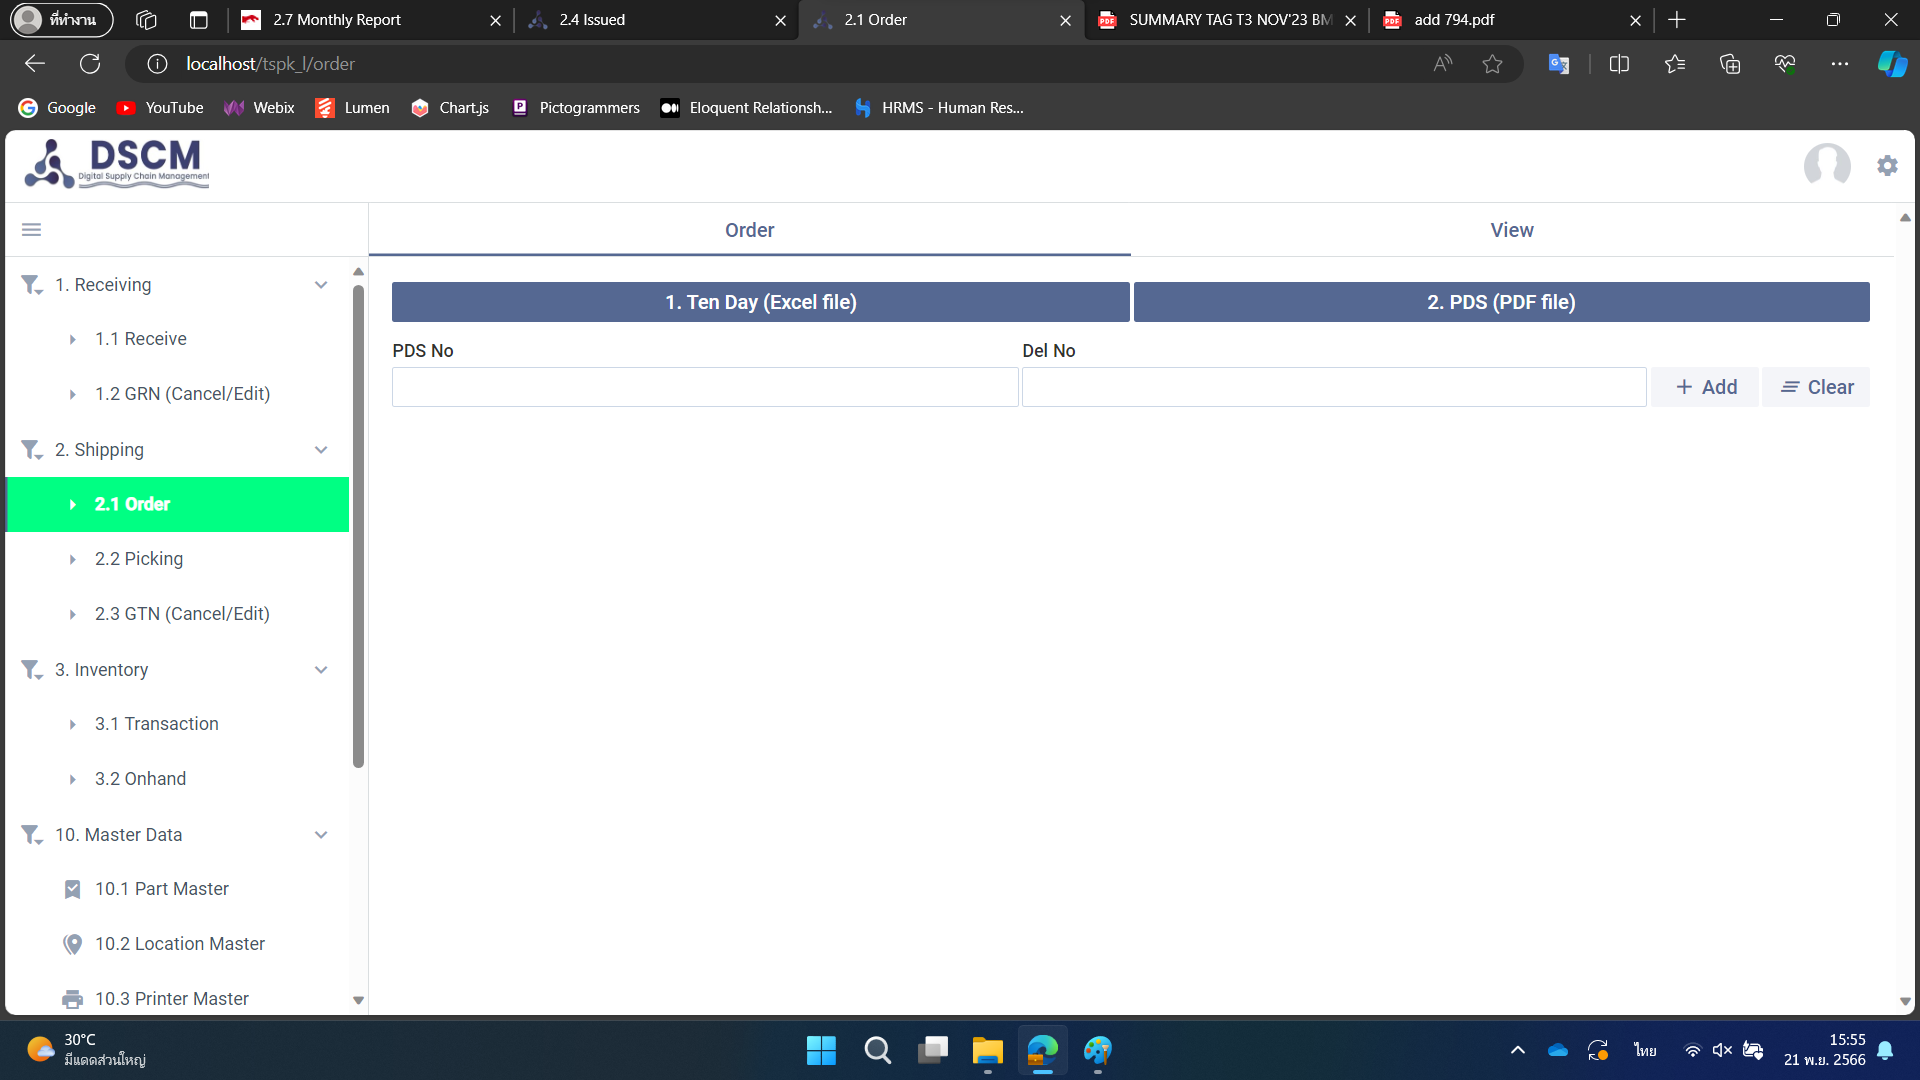 ที่ทำงาน
2.7 Monthly Report
2.4 Issued
2.1 Order
SUMMARY TAG T3 NOV'23 BM
add 794.pdf
localhost/tspk_l/order
Google
YouTube
Webix
Lumen
Chart.js
Pictogrammers
Eloquent Relationsh...
HRMS - Human Res...
DSCM
Digital Supply Chain Management
Order
View
1. Receiving
1.1 Receive
1.2 GRN (Cancel/Edit)
2. Shipping
2.1 Order
2.2 Picking
2.3 GTN (Cancel/Edit)
3. Inventory
3.1 Transaction
3.2 Onhand
10. Master Data
10.1 Part Master
10.2 Location Master
10.3 Printer Master
1. Ten Day (Excel file)
2. PDS (PDF file)
PDS No
Del No
Add
Clear
30°C
มีแดดส่วนใหญ่
ไทย
15:55
21 พ.ย. 2566